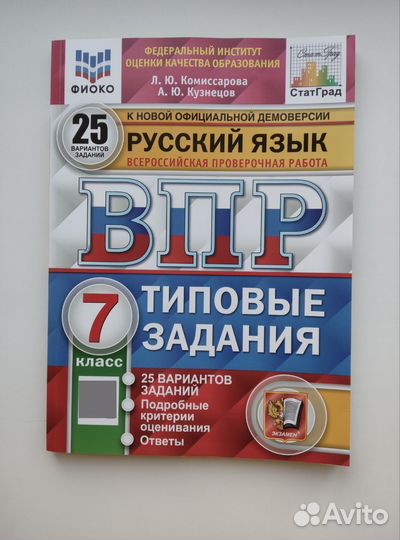 ФЕДЕРАЛЬНЫЙ ИНСТИТУТ
ОЦЕНКИ КАЧЕСТВА ОБРАЗОВАНИЯ
ФИОКО
Л. Ю. Комиссарова
А. Ю. Кузнецов
СтатГрад
СтатГрад
К НОВОЙ ОФИЦИАЛЬНОЙ ДЕМОВЕРСИИ
25
ВАРИАНТОВ
ЗАДАНИЙ
РУССКИЙ ЯЗЫК
ВСЕРОССИЙСКАЯ ПРОВЕРОЧНАЯ РАБОТА
ВПР
7
класс
ТИПОВЫЕ
ЗАДАНИЯ
25 ВАРИАНТОВ
ЗАДАНИЙ
Подробные
критерии
оценивания
Ответы
ЭКЗАМЕН
Avito